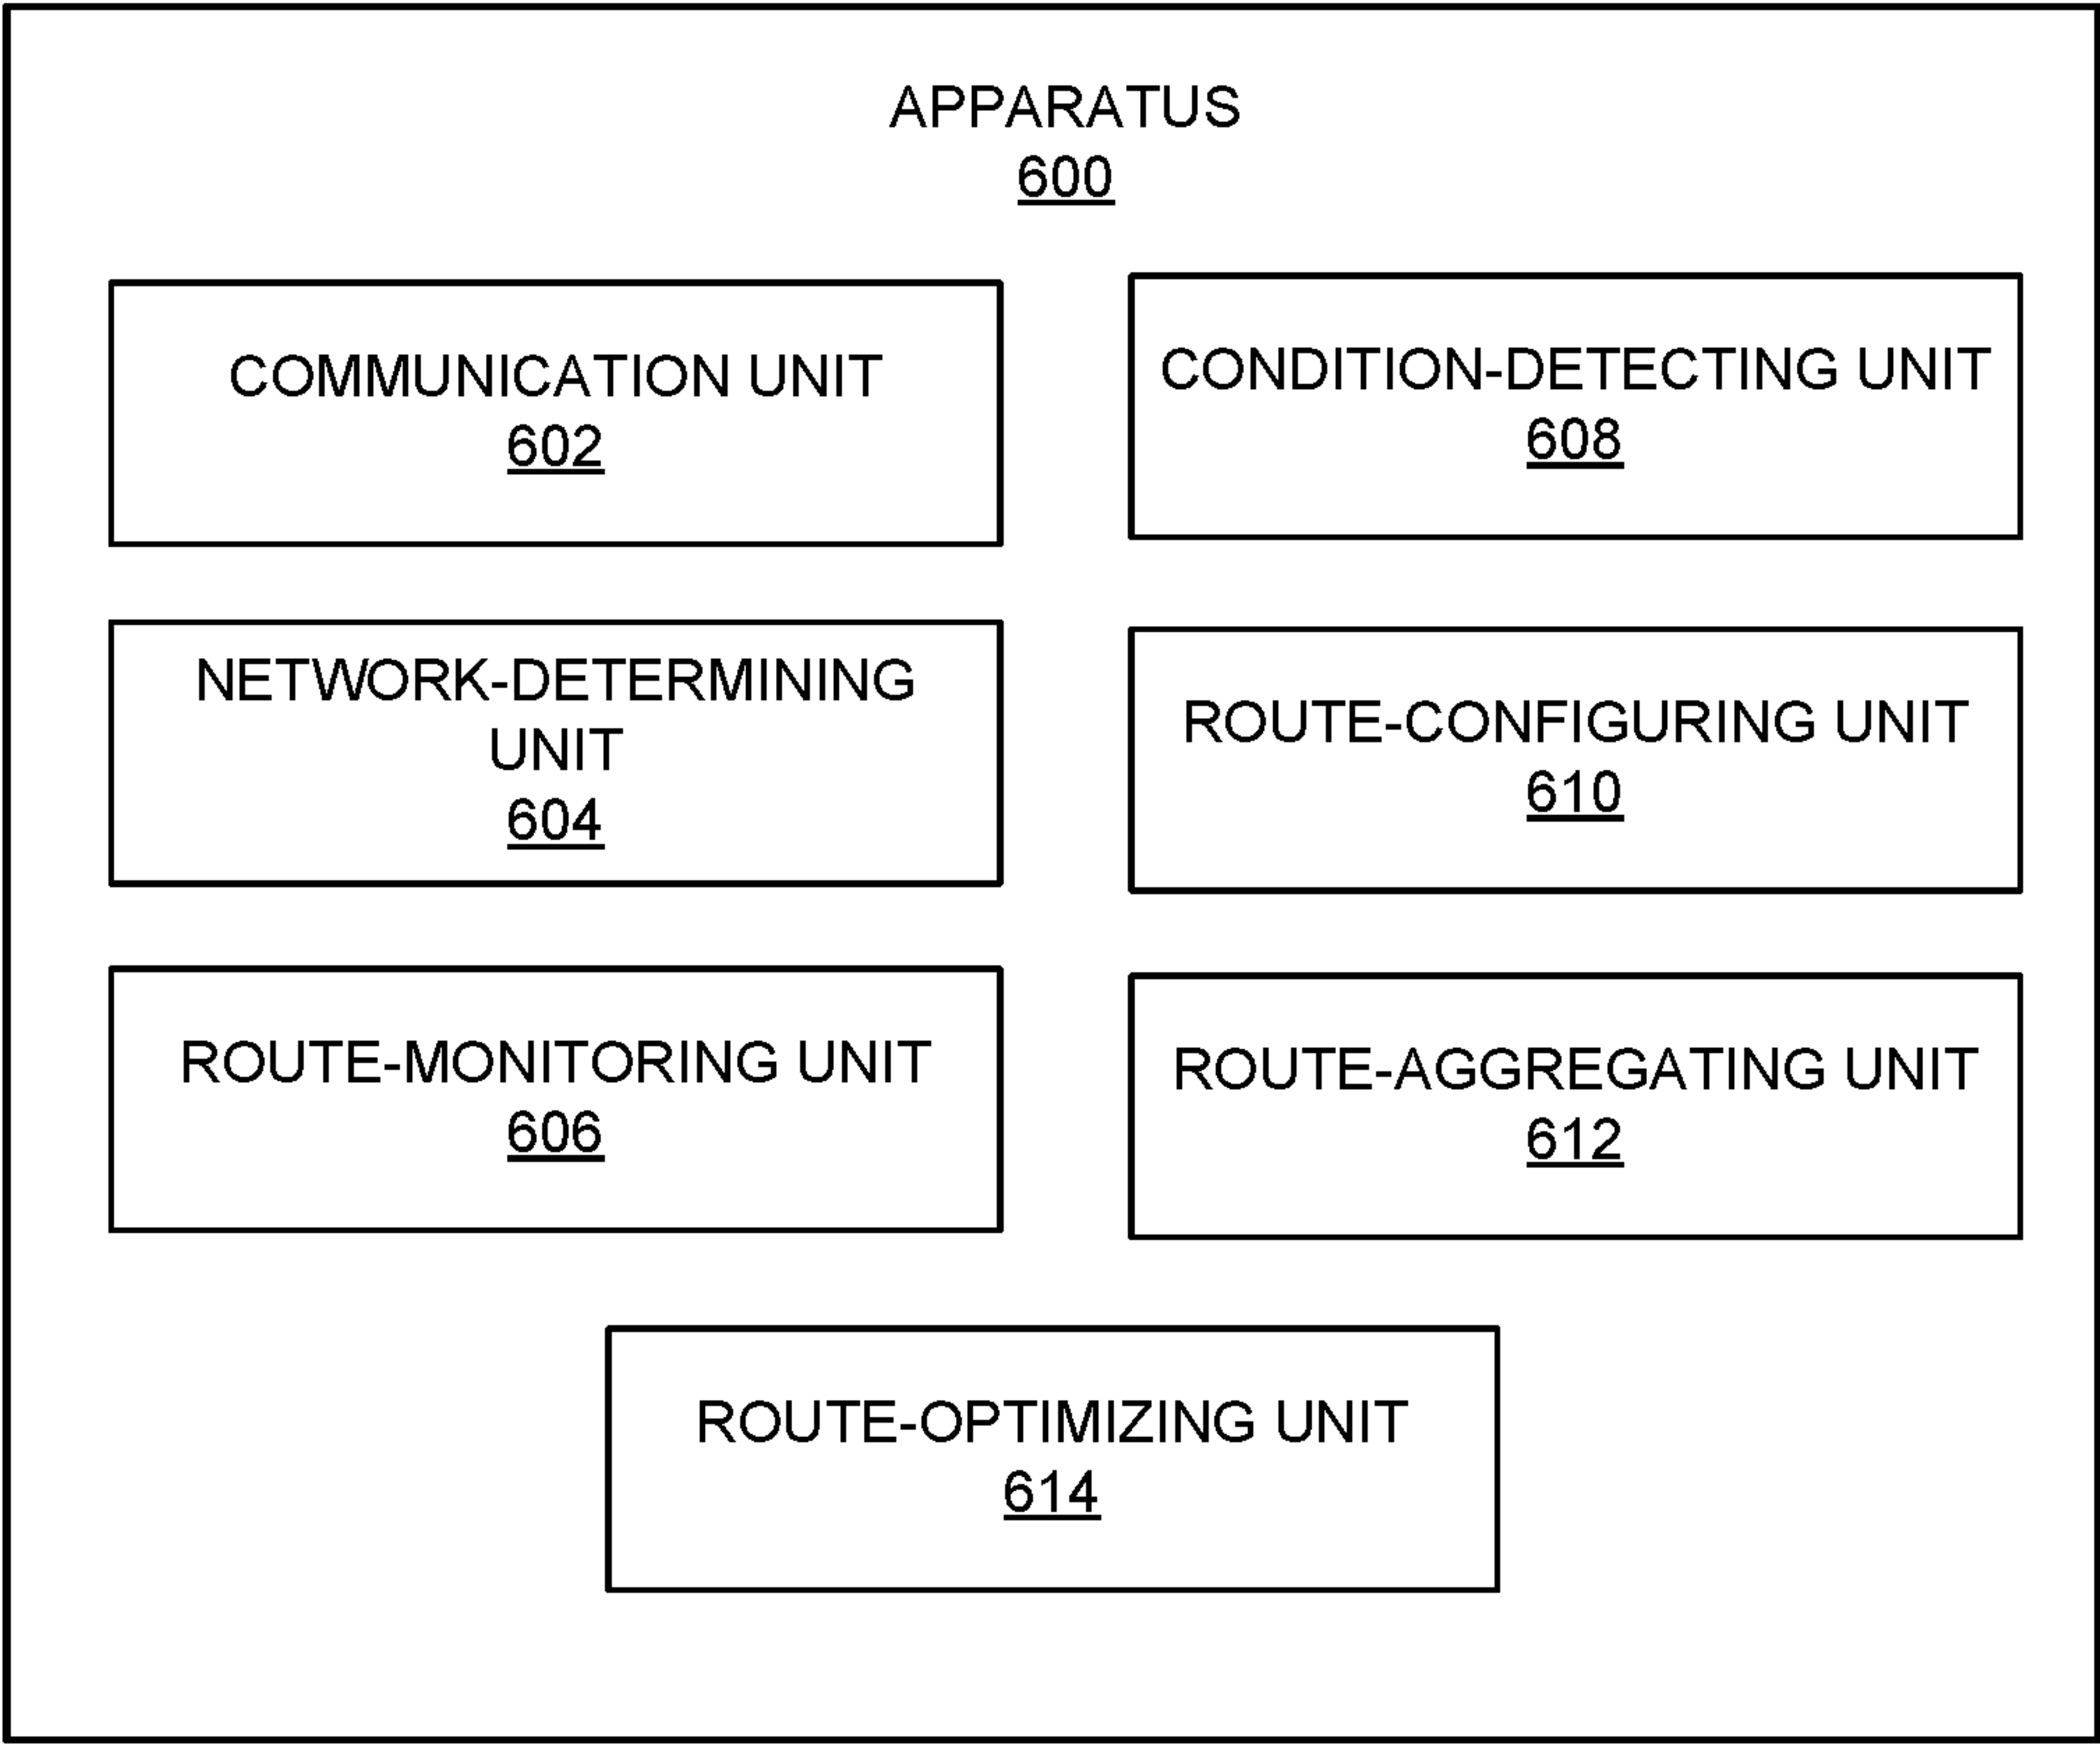 APPARATUS
600
COMMUNICATION UNIT
602
CONDITION-DETECTING UNIT
608
NETWORK-DETERMINING
UNIT
604
ROUTE-CONFIGURING UNIT
610
ROUTE-MONITORING UNIT
606
ROUTE-AGGREGATING UNIT
612
ROUTE-OPTIMIZING UNIT
614